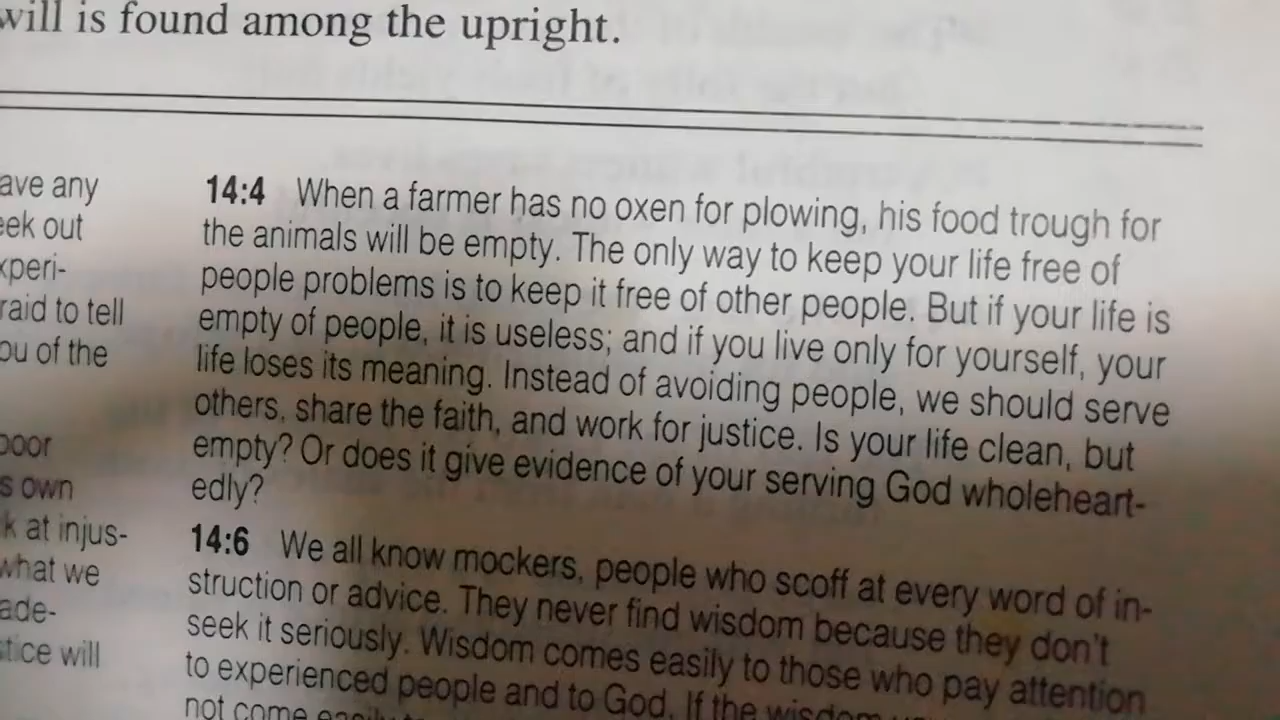 will is found among the upright.
ave any
eek out
xperi-
raid to tell
ou of the
poor
s own
k at injus-
what we
ade-
stice will
14:4 When a farmer has no oxen for plowing, his food trough for
the animals will be empty. The only way to keep your life free of
people problems is to keep it free of other people. But if your life is
empty of people, it is useless; and if you live only for yourself, your
life loses its meaning. Instead of avoiding people, we should serve
others, share the faith, and work for justice. Is your life clean, but
empty? Or does it give evidence of your serving God wholeheart-
edly?
14:6 We all know mockers, people who scoff at every word of in-
struction or advice. They never find wisdom because they don't
seek it seriously. Wisdom comes easily to those who pay attention
to experienced people and to God. If the wisdom
not come easily